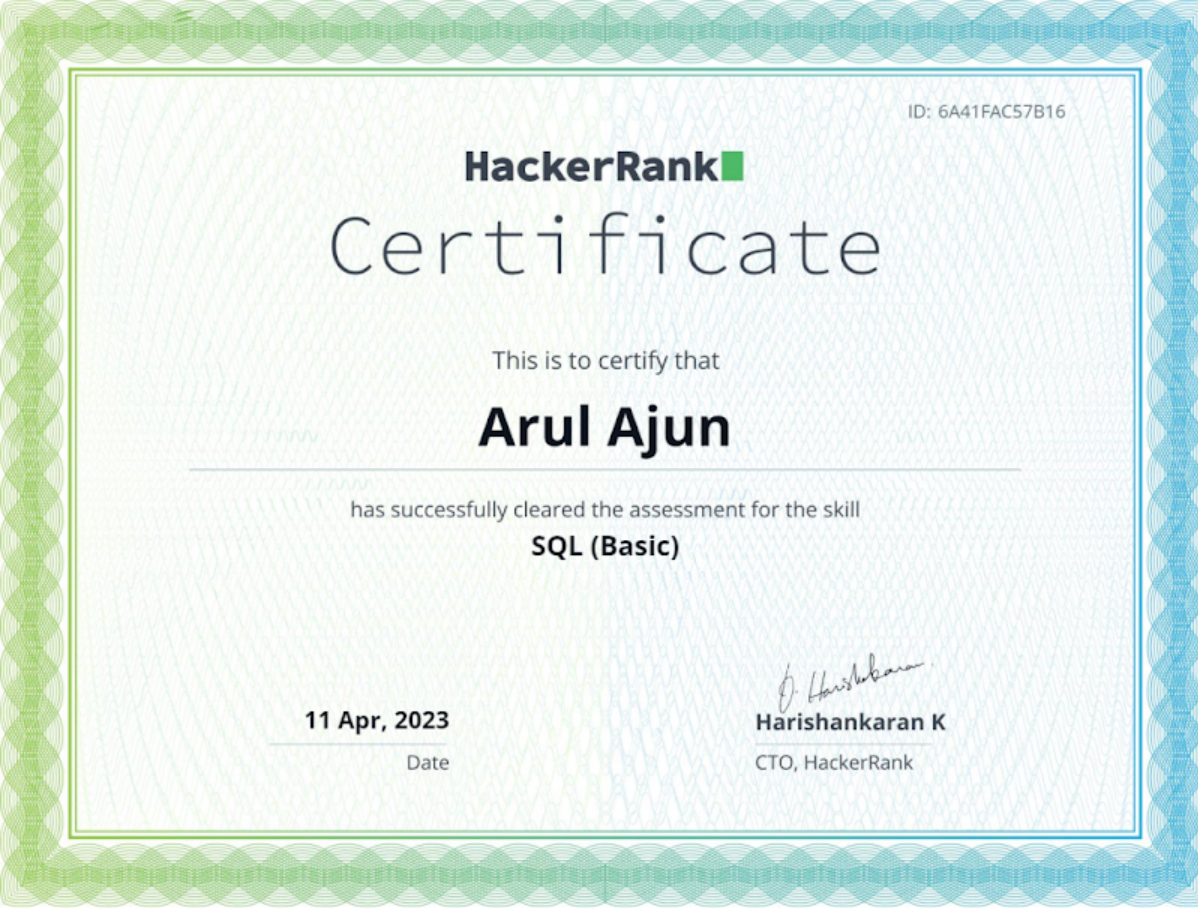 ID: 6A41FAC57B16
HackerRank
Certificate
This is to certify that
Arul Ajun
has successfully cleared the assessment for the skill
SQL (Basic)
11 Apr, 2023
Date
Harishankaran K
CTO, HackerRank